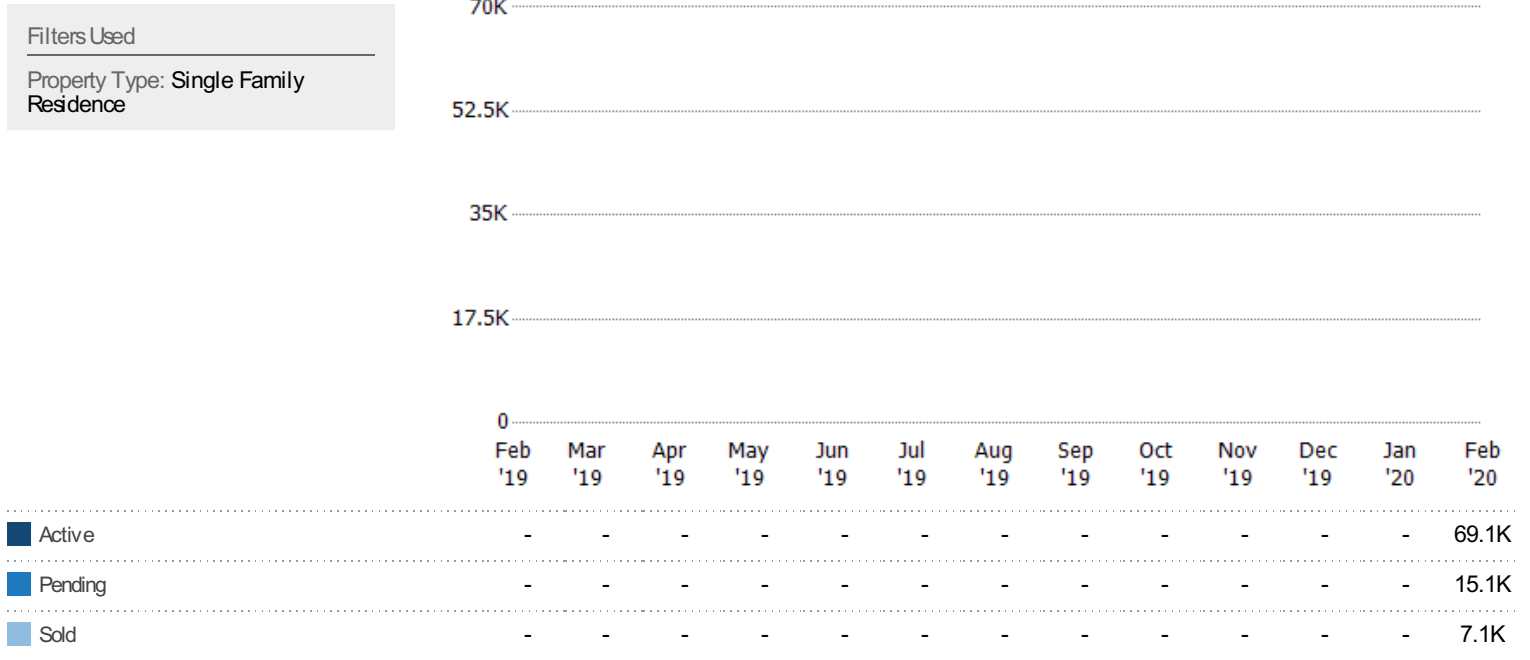 Filters Used
Property Type: Single Family
Residence
70K
52.5K
35K
17.5K
0
Feb Mar Apr May Jun Jul Aug Sep Oct Nov Dec Jan Feb
'19 '19 '19 '19 '19 '19 '19 '19 '19 '19 '19 '20 '20
Active - - - - - - - - - - - - 69.1K
Pending - - - - - - - - - - - - 15.1K
Sold - - - - - - - - - - - - 7.1K